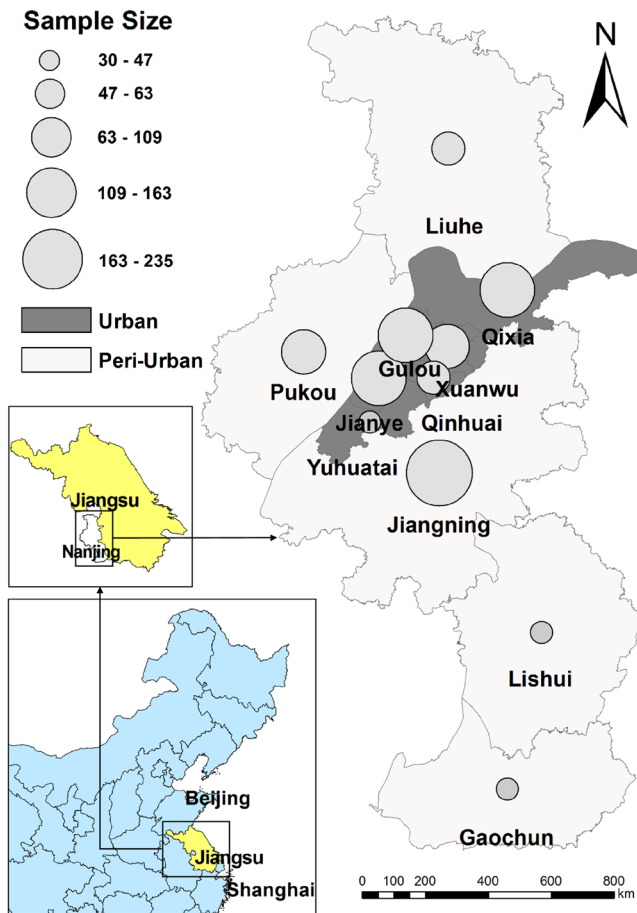 Sample Size
30 - 47
47 - 63
63 - 109
109 - 163
163 - 235
Urban
Peri-Urban
N
Liuhe
Qixia
Gulou
Pukou
Xuanwu
Jianye
Qinhuai
Yuhuatai
Jiangning
Lishui
Gaochun
Jiangsu
Nanjing
Beijing
Jiangsu
Shanghai
0 100 200 400 600 800
km